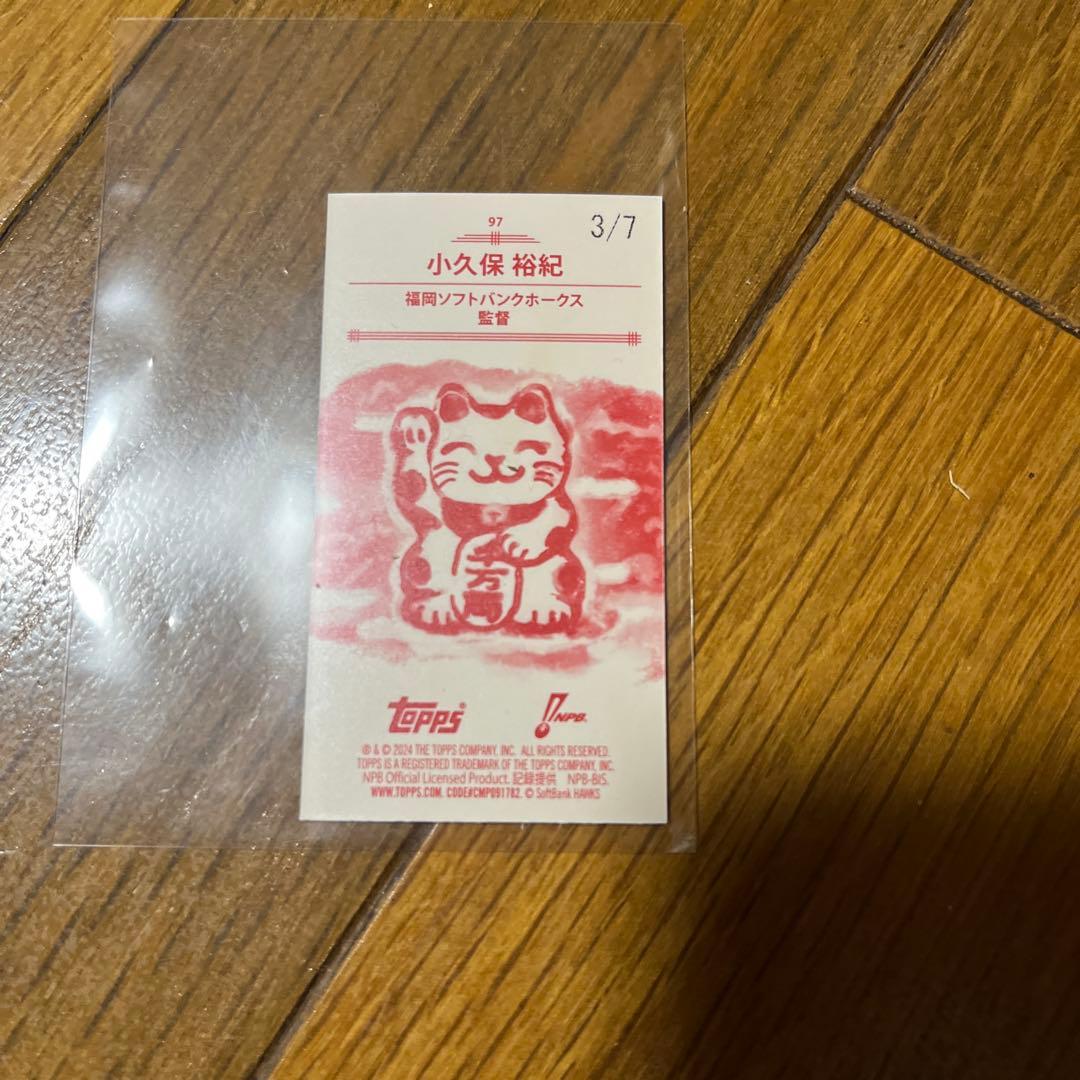 97
3/7
小久保 裕紀
福岡ソフトバンクホークス
監督
千万両
TOPPS®
NPB®
® & © 2024 THE TOPPS COMPANY, INC. ALL RIGHTS RESERVED.
TOPPS IS A REGISTERED TRADEMARK OF THE TOPPS COMPANY, INC.
NPB Official Licensed Product. 記録提供 NPB-BIS.
WWW.TOPPS.COM. CODE#CMP091782. © SoftBank HAWKS